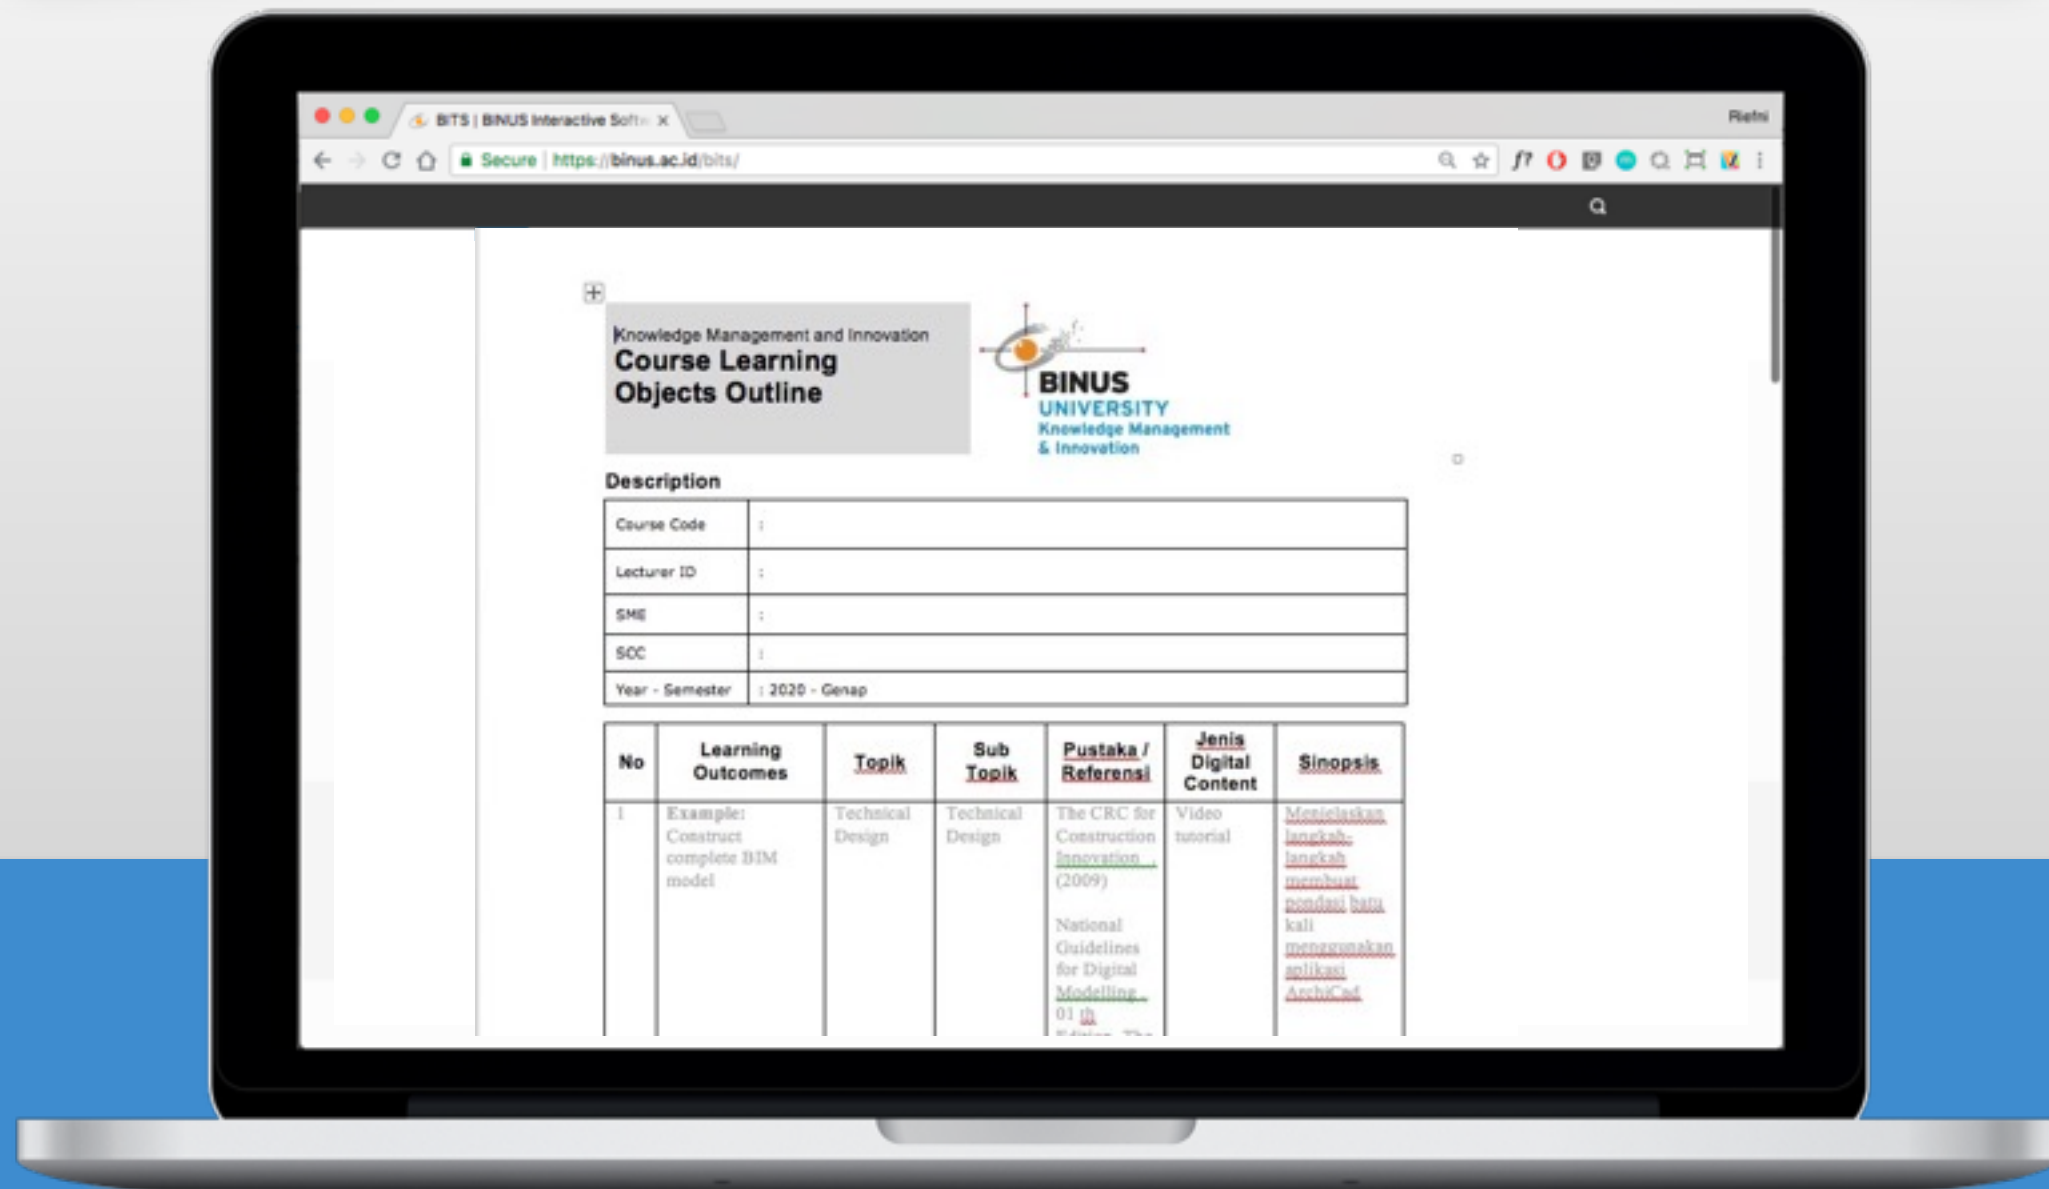 BITS | BINUS Interactive Soft
Riefni
Secure | https://binus.ac.id/bits/
f?
Knowledge Management and Innovation
Course Learning
Objects Outline
BINUS
UNIVERSITY
Knowledge Management
& Innovation
Description
Course Code :
Lecturer ID :
SME :
SCC :
Year - Semester : 2020 - Genap
No
Learning
Outcomes
Topik
Sub
Topik
Pustaka /
Referensi
Jenis
Digital
Content
Sinopsis
1
Example:
Construct
complete BIM
model
Technical
Design
Technical
Design
The CRC for
Construction
Innovation .
(2009)
National
Guidelines
for Digital
Modelling .
01 th
Edition. The
Video
tutorial
Menjelaskan
langkah-
langkah
membuat
pondasi batu
kali
menggunakan
aplikasi
ArchiCad